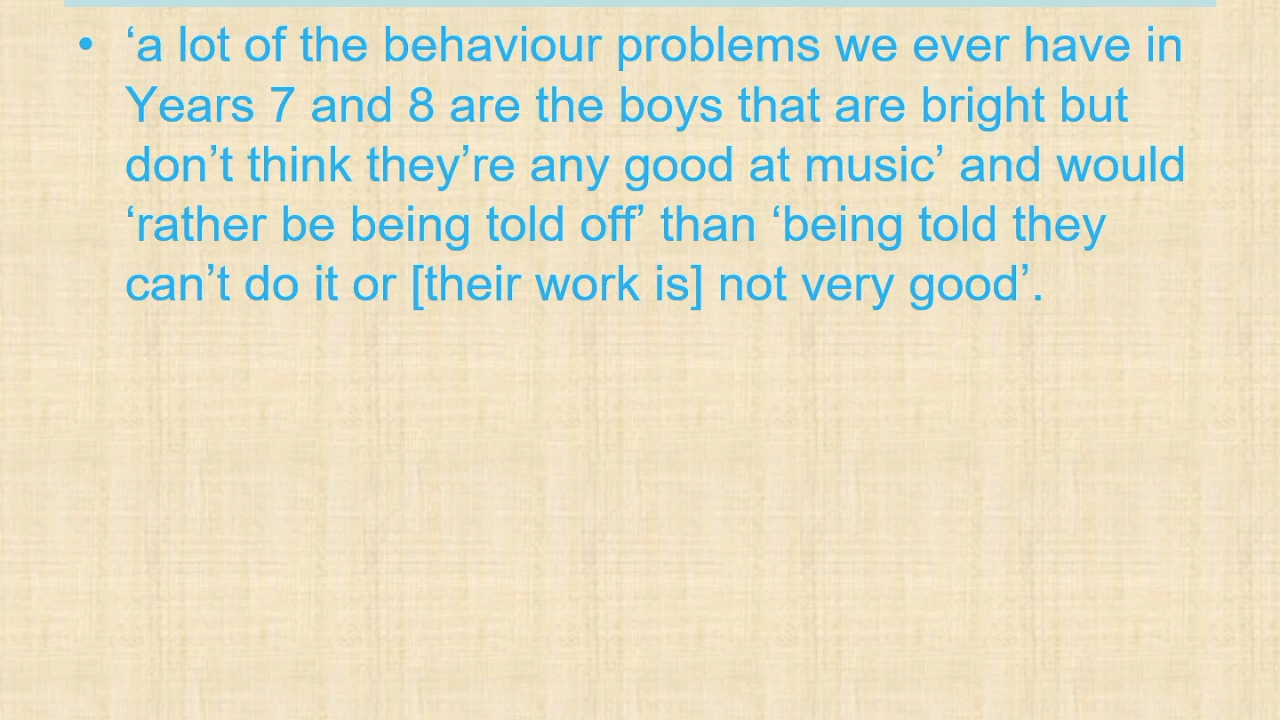 • ‘a lot of the behaviour problems we ever have in
Years 7 and 8 are the boys that are bright but
don’t think they’re any good at music’ and would
‘rather be being told off’ than ‘being told they
can’t do it or [their work is] not very good’.